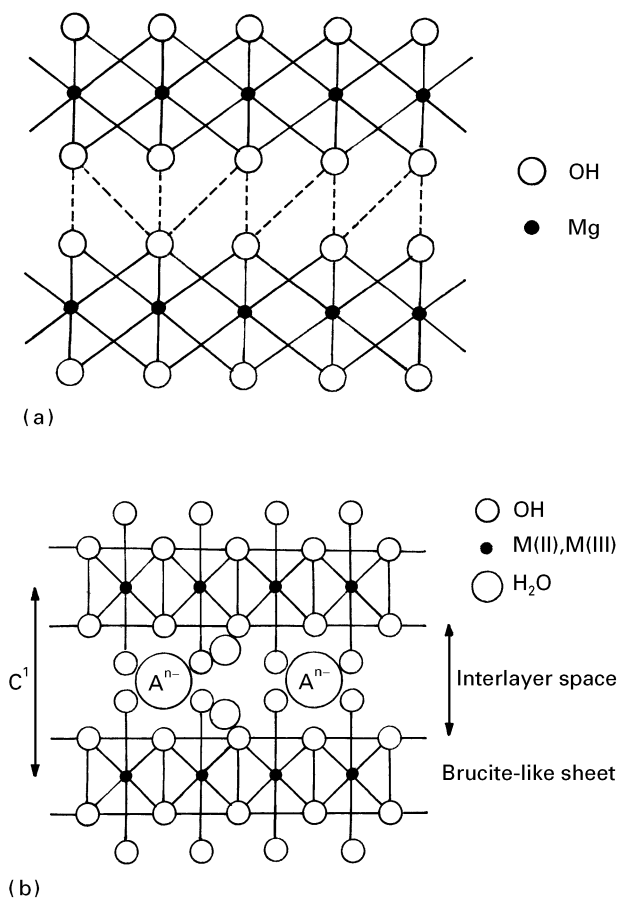 OH
Mg
(a)
OH
M(II),M(III)
H₂O
C¹
Aⁿ⁻
Aⁿ⁻
Interlayer space
Brucite-like sheet
(b)